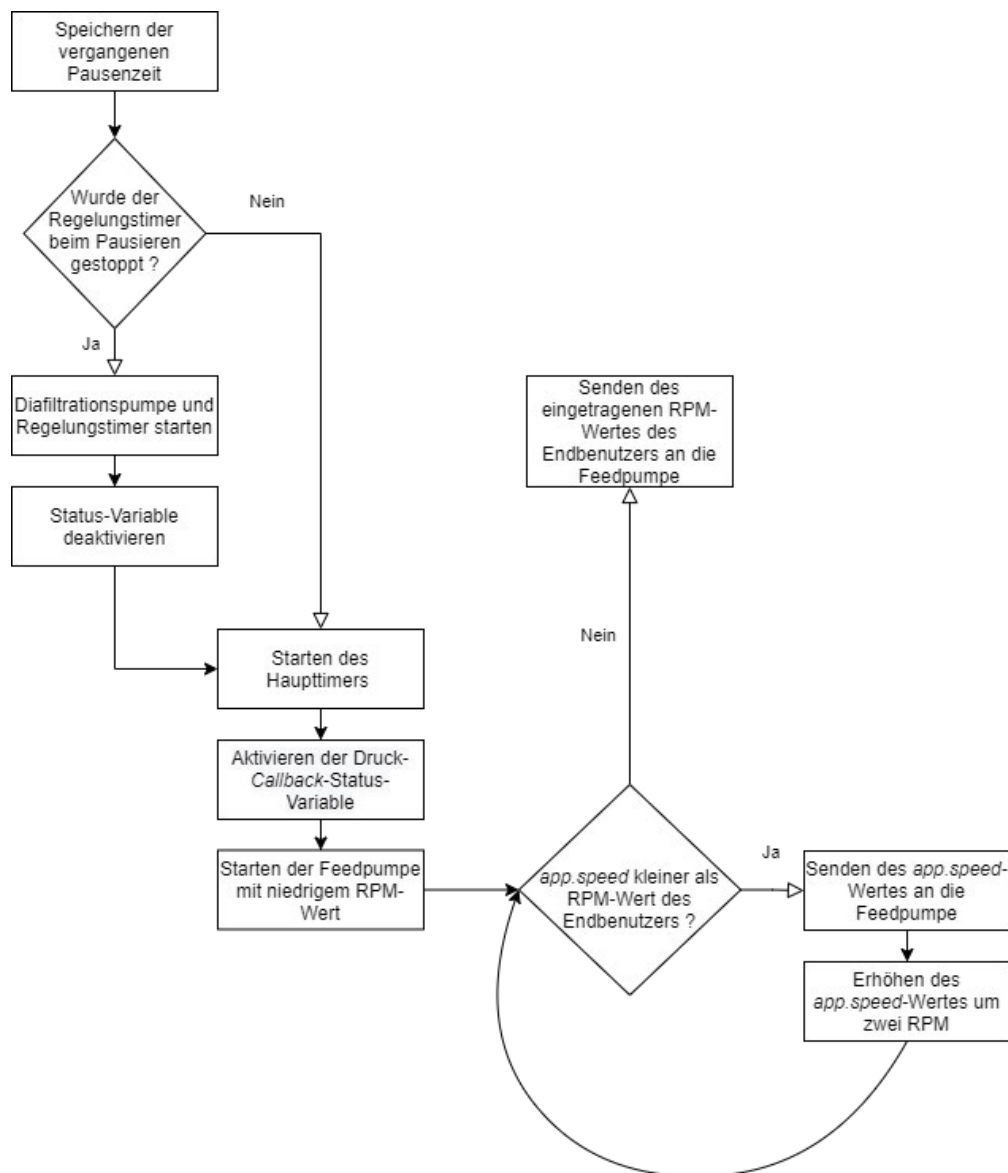 Speichern der
vergangenen
Pausenzeit
Wurde der
Regelungstimer
beim Pausieren
gestoppt ?
Nein
Ja
Diafiltrationspumpe und
Regelungstimer starten
Status-Variable
deaktivieren
Starten des
Haupttimers
Aktivieren der Druck-
Callback-Status-
Variable
Starten der Feedpumpe
mit niedrigem RPM-
Wert
app.speed kleiner als
RPM-Wert des
Endbenutzers ?
Nein
Senden des
eingetragenen RPM-
Wertes des
Endbenutzers an die
Feedpumpe
Ja
Senden des app.speed-
Wertes an die
Feedpumpe
Erhöhen des
app.speed-Wertes um
zwei RPM